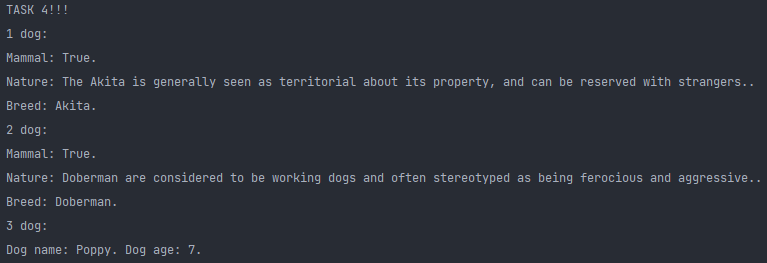 TASK 4!!!
1 dog:
Mammal: True.
Nature: The Akita is generally seen as territorial about its property, and can be reserved with strangers..
Breed: Akita.
2 dog:
Mammal: True.
Nature: Doberman are considered to be working dogs and often stereotyped as being ferocious and aggressive..
Breed: Doberman.
3 dog:
Dog name: Poppy. Dog age: 7.